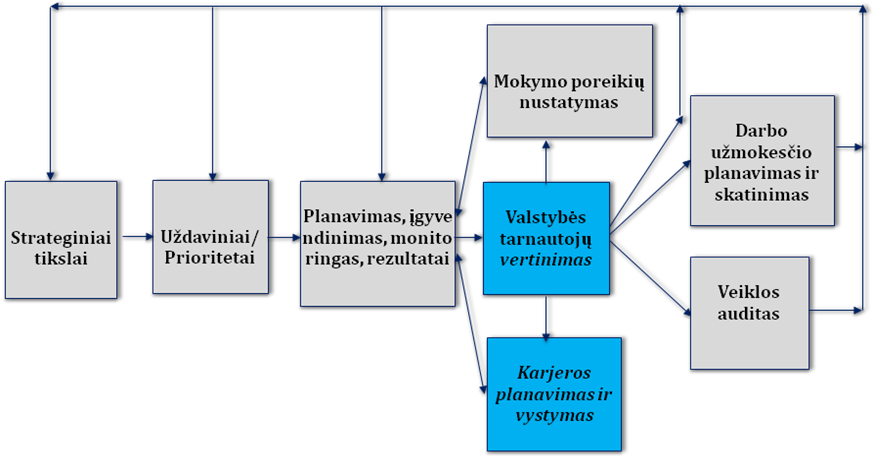 Strateginiai
tikslai
Uždaviniai/
Prioritetai
Planavimas, įgyve
ndinimas, monito
ringas, rezultatai
Mokymo poreikių
nustatymas
Valstybės
tarnautojų
vertinimas
Karjeros
planavimas ir
vystymas
Darbo
užmokesčio
planavimas ir
skatinimas
Veiklos
auditas